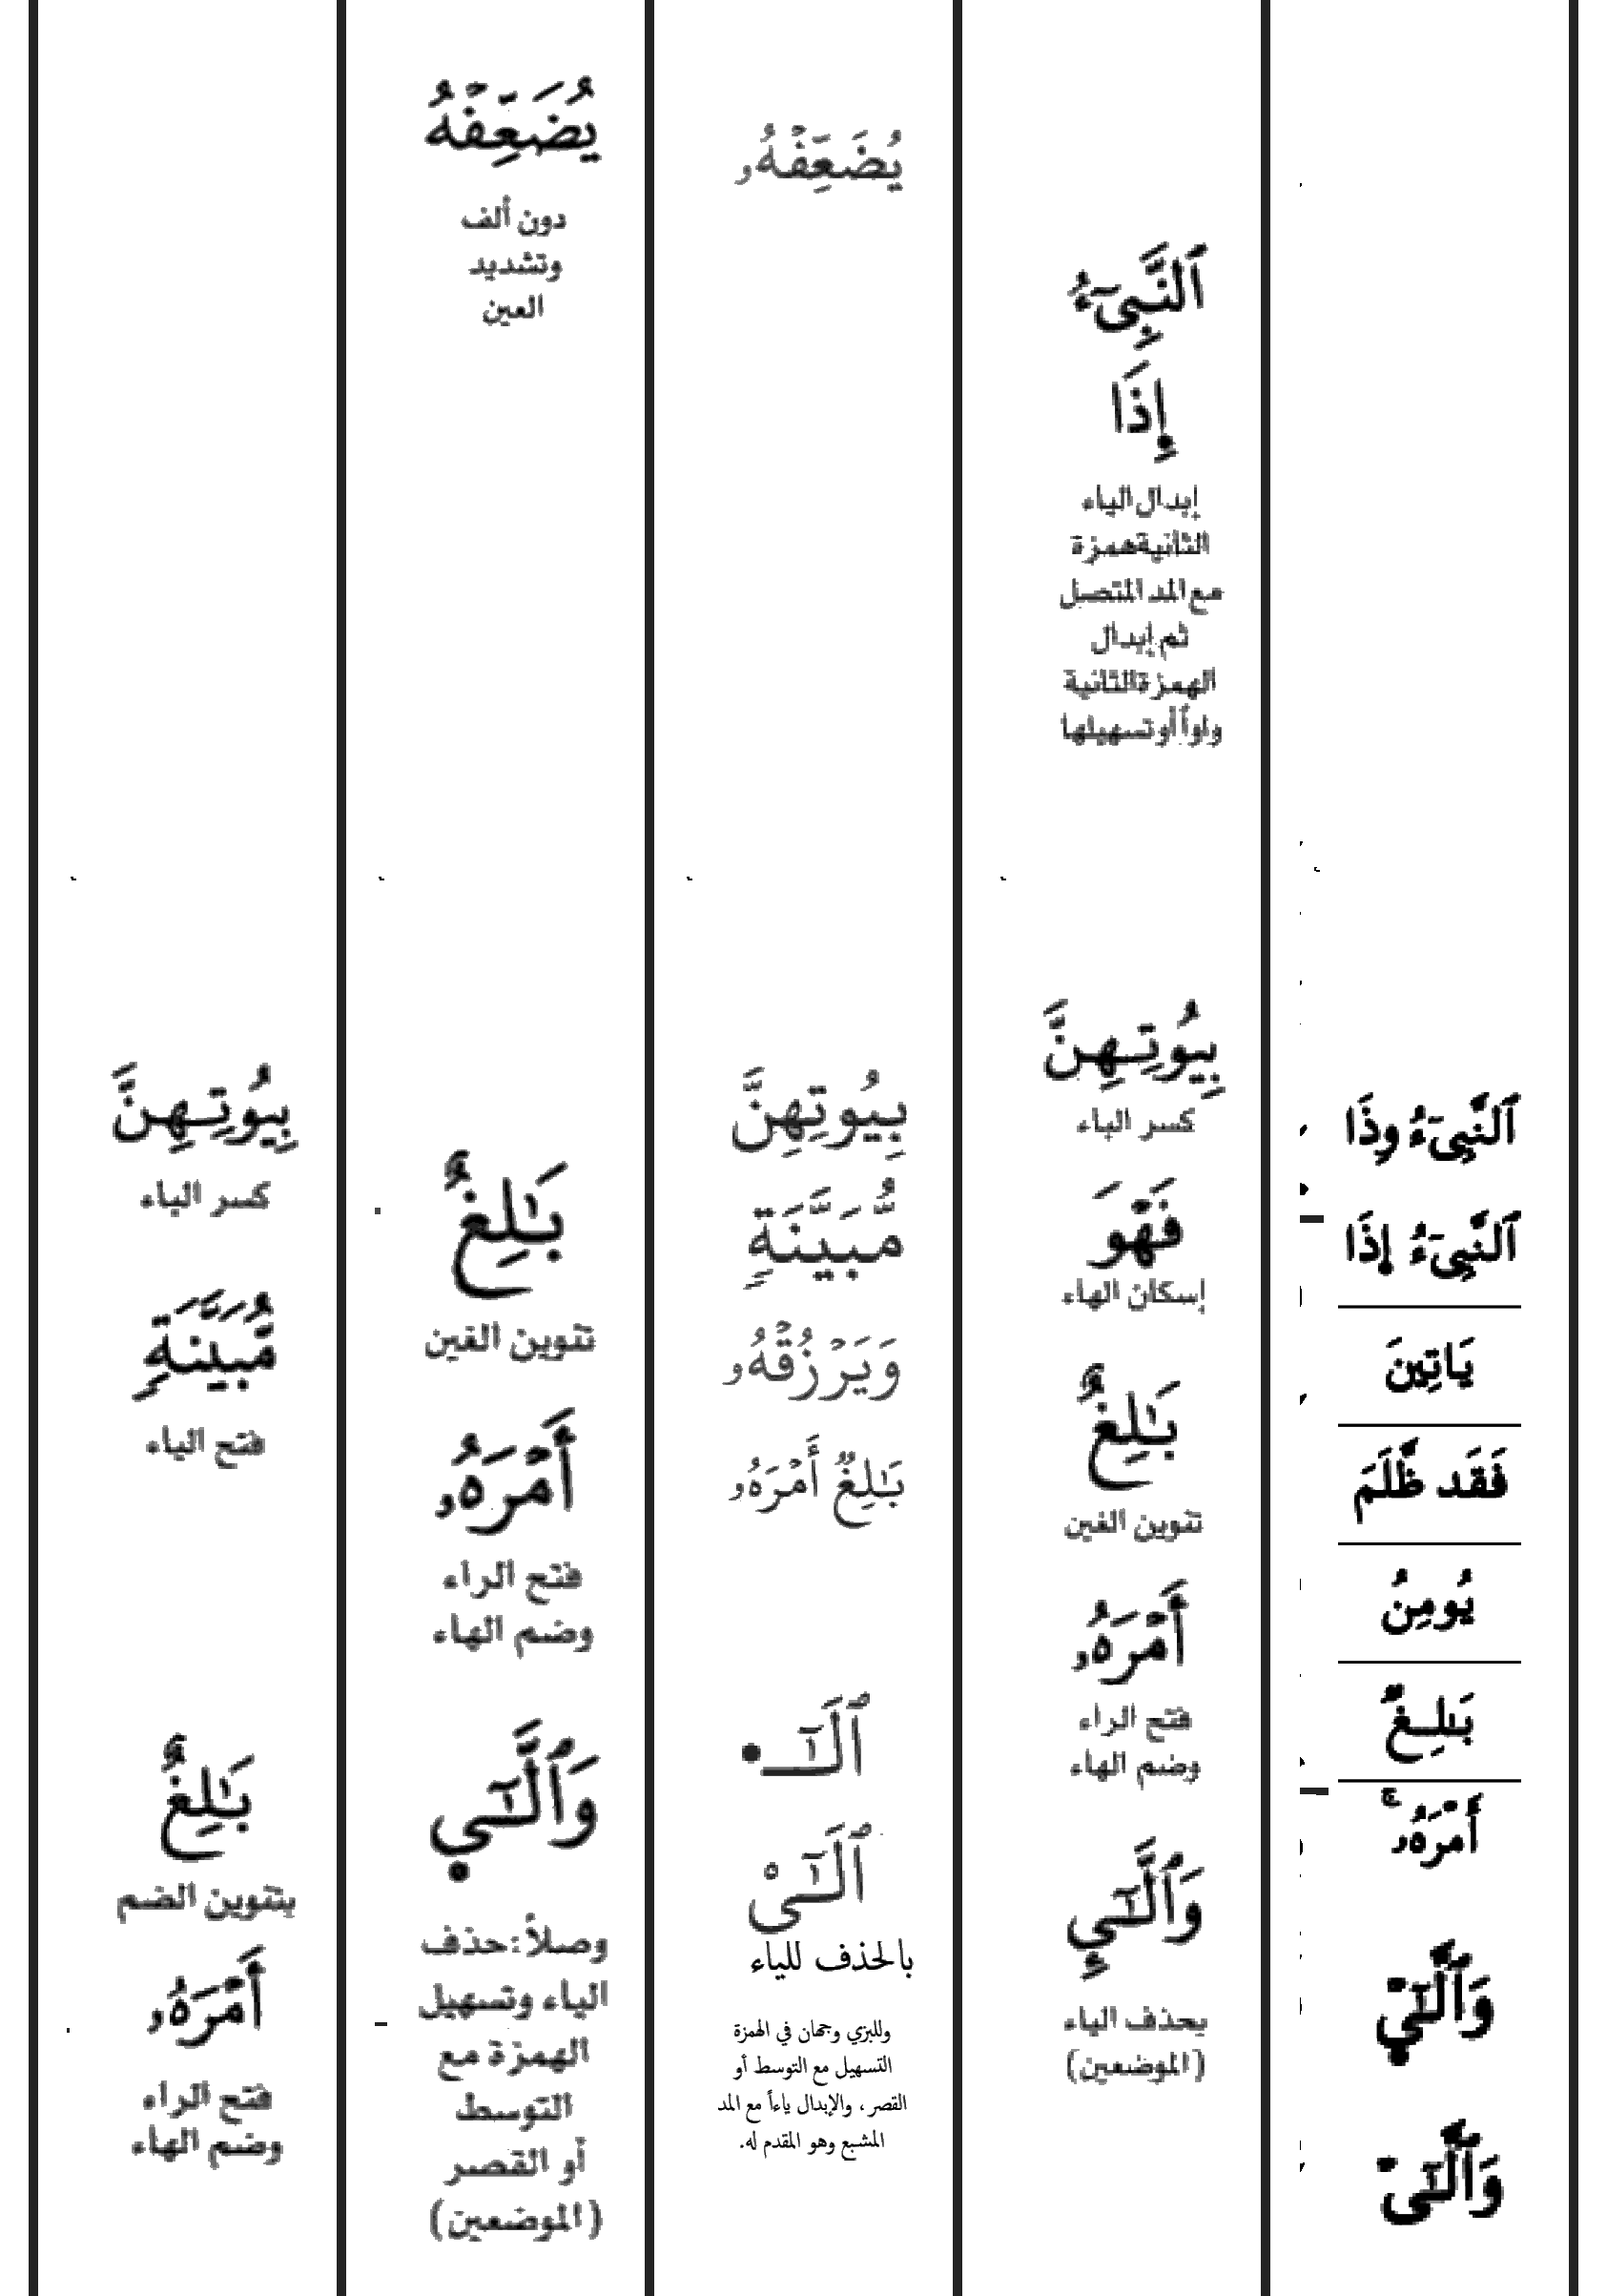 ٱلنَّبِيٓءُ وِذَا
ٱلنَّبِيٓءُ إِذَا
يَاتِينَ
فَقَد ظَّلَمَ
يُومِنُ
بَٰلِغٌ
أَمْرَهُۥ
وَٱلَّٰٓيْ
وَٱلَّٰٓيْ
ٱلنَّبِيٓءُ
إِذَا
إبدال الياء
الثانية همزة
مع المد المتصل
ثم إبدال
الهمزة الثانية
واواً أو تسهيلها
بِيُوتِهِنَّ
كسر الباء
فَهْوَ
إسكان الهاء
بَٰلِغٌ
تنوين الغين
أَمْرَهُۥ
فتح الراء
وضم الهاء
وَٱلَّٰٓيِٕ
بحذف الياء
(الموضعين)
يُضَعِّفْهُۥ
بِيُوتِهِنَّ
مُّبَيَّنَةٍ
وَيَرْزُقْهُۥ
بَٰلِغٌ أَمْرَهُۥ
ٱلَٰٓـ
ٱلَٰٓيْ
بالحذف للياء
وللبزي وجهان في الهمزة
التسهيل مع التوسط أو
القصر، والإبدال ياءاً مع المد
المشبع وهو المقدم له.
يُضَعِّفْهُ
دون ألف
وتشديد
العين
بَٰلِغٌ
تنوين الغين
أَمْرَهُۥ
فتح الراء
وضم الهاء
وَٱلَّٰٓيِ
وصلاً: حذف
الياء وتسهيل
الهمزة مع
التوسط
أو القصر
(الموضعين)
بِيُوتِهِنَّ
كسر الباء
مُّبَيَّنَةٍ
فتح الياء
بَٰلِغٌ
بتنوين الضم
أَمْرَهُۥ
فتح الراء
وضم الهاء